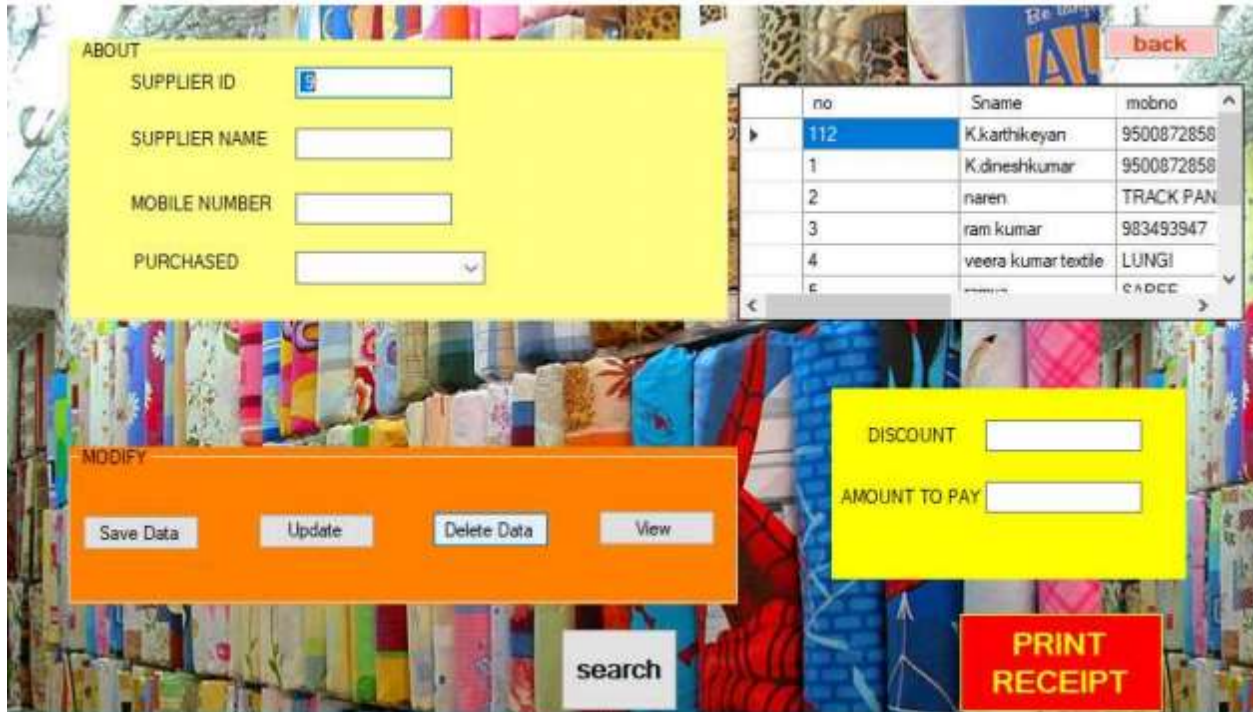 ABOUT
SUPPLIER ID 9
SUPPLIER NAME
MOBILE NUMBER
PURCHASED
back
no Sname mobno
112 K.karthikeyan 9500872858
1 K.dineshkumar 9500872858
2 naren TRACK PAN
3 ram kumar 983493947
4 veera kumar textile LUNGI
MODIFY
Save Data Update Delete Data View
DISCOUNT
AMOUNT TO PAY
search
PRINT
RECEIPT